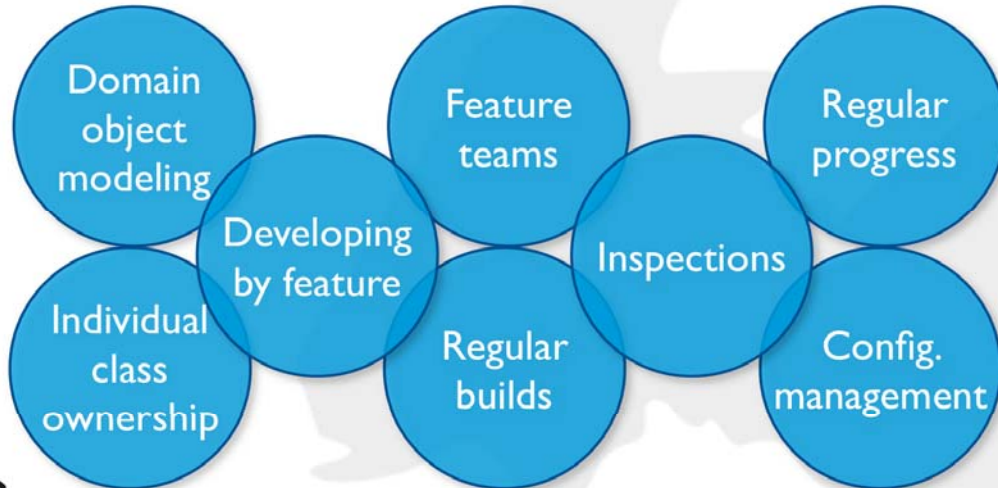 Domain
object
modeling
Feature
teams
Regular
progress
Developing
by feature
Inspections
Individual
class
ownership
Regular
builds
Config.
management